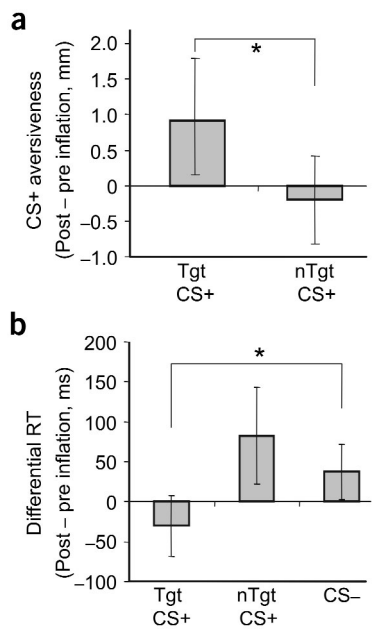 a
CS+ aversiveness
(Post – pre inflation, mm)
2.0
1.5
1.0
0.5
0
–0.5
–1.0
*
Tgt
CS+
nTgt
CS+
b
Differential RT
(Post – pre inflation, ms)
200
150
100
50
0
–50
–100
*
Tgt
CS+
nTgt
CS+
CS–